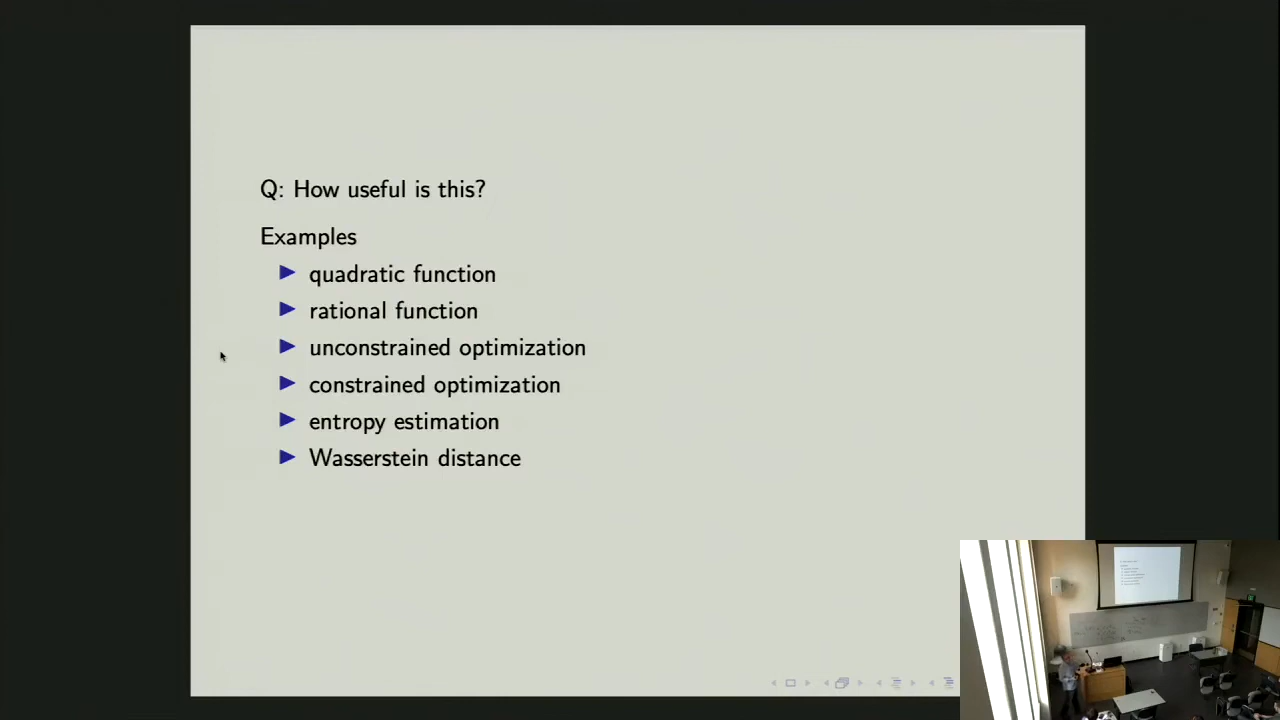 Q: How useful is this?
Examples
quadratic function
rational function
unconstrained optimization
constrained optimization
entropy estimation
Wasserstein distance